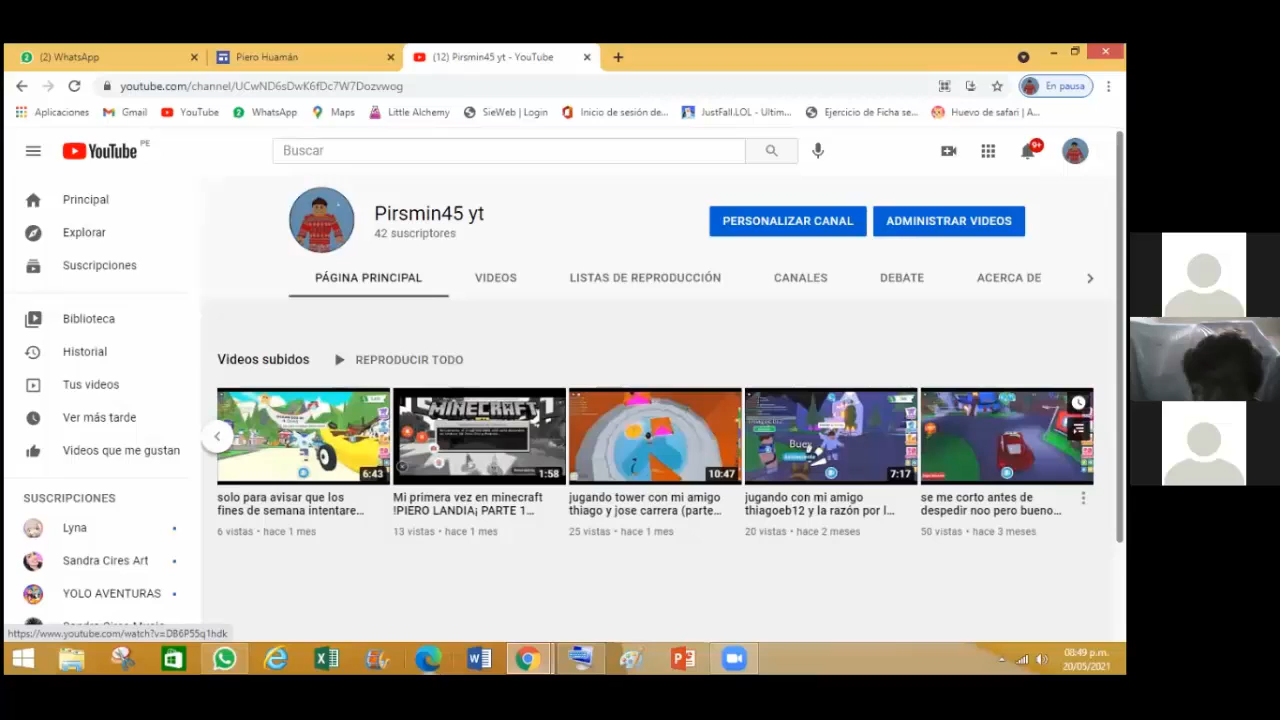 (2) WhatsApp
Piero Huamán
(12) Pirsmin45 yt - YouTube
youtube.com/channel/UCwND6sDwK6fDc7W7Dozvwog
En pausa
Aplicaciones
Gmail
YouTube
WhatsApp
Maps
Little Alchemy
SieWeb | Login
Inicio de sesión de...
JustFall.LOL - Ultim...
Ejercicio de Ficha se...
Huevo de safari | A...
YouTube PE
Buscar
9+
Principal
Explorar
Suscripciones
Biblioteca
Historial
Tus videos
Ver más tarde
Videos que me gustan
SUSCRIPCIONES
Lyna
Sandra Cires Art
YOLO AVENTURAS
https://www.youtube.com/watch?v=DB6P55q1hdk
Pirsmin45 yt
42 suscriptores
PERSONALIZAR CANAL
ADMINISTRAR VIDEOS
PÁGINA PRINCIPAL
VIDEOS
LISTAS DE REPRODUCCIÓN
CANALES
DEBATE
ACERCA DE
Videos subidos
REPRODUCIR TODO
6:43
solo para avisar que los
fines de semana intentare...
6 vistas • hace 1 mes
MINECRAFT
1:58
Mi primera vez en minecraft
!PIERO LANDIA¡ PARTE 1...
13 vistas • hace 1 mes
10:47
jugando tower con mi amigo
thiago y jose carrera (parte...
25 vistas • hace 1 mes
7:17
jugando con mi amigo
thiagoeb12 y la razón por l...
20 vistas • hace 2 meses
se me corto antes de
despedir noo pero bueno...
50 vistas • hace 3 meses
08:49 p.m.
20/05/2021